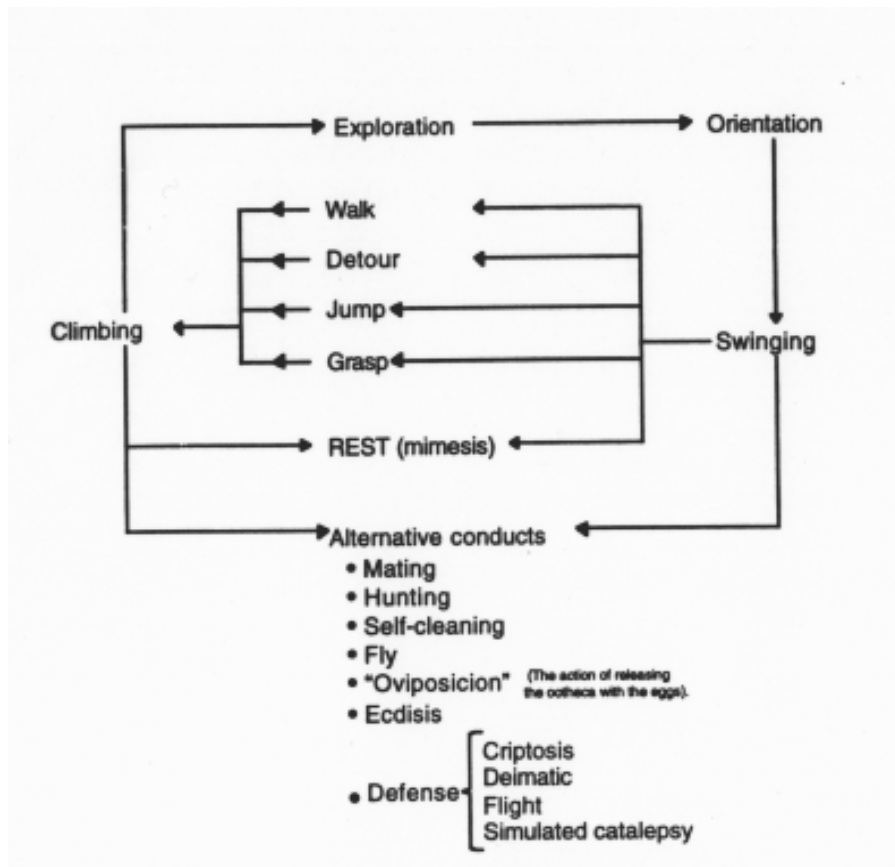 Exploration
Orientation
Walk
Detour
Jump
Climbing
Grasp
Swinging
REST (mimesis)
Alternative conducts
• Mating
• Hunting
• Self-cleaning
• Fly
• "Oviposicion" (The action of releasing
the ootheca with the eggs).
• Ecdisis
• Defense
Criptosis
Deimatic
Flight
Simulated catalepsy